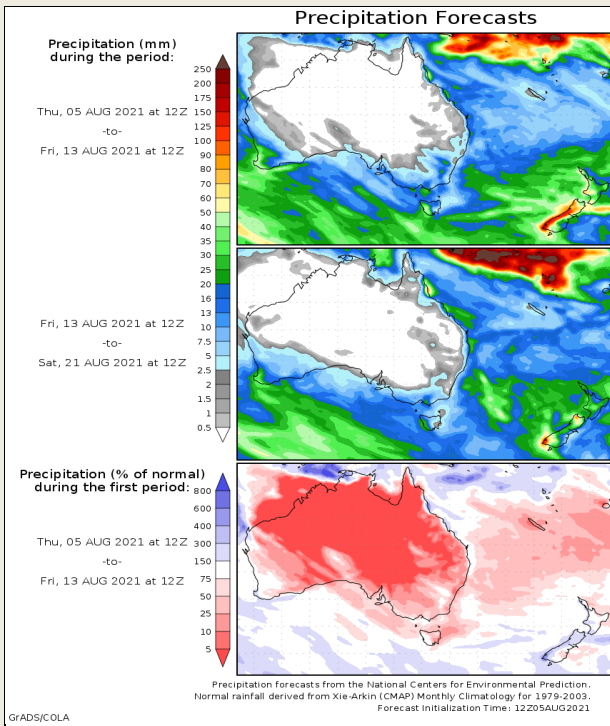 Precipitation Forecasts
Precipitation (mm)
during the period:
Thu, 05 AUG 2021 at 12Z
-to-
Fri, 13 AUG 2021 at 12Z
250
200
175
150
125
100
90
80
70
60
50
40
35
30
25
20
16
13
10
7.5
5
2.5
2
1.5
1
0.5
Fri, 13 AUG 2021 at 12Z
-to-
Sat, 21 AUG 2021 at 12Z
Precipitation (% of normal)
during the first period:
Thu, 05 AUG 2021 at 12Z
-to-
Fri, 13 AUG 2021 at 12Z
800
600
400
300
150
75
50
25
10
5
Precipitation forecasts from the National Centers for Environmental Prediction.
Normal rainfall derived from Xie-Arkin (CMAP) Monthly Climatology for 1979-2003.
Forecast Initialization Time: 12Z05AUG2021
GrADS/COLA